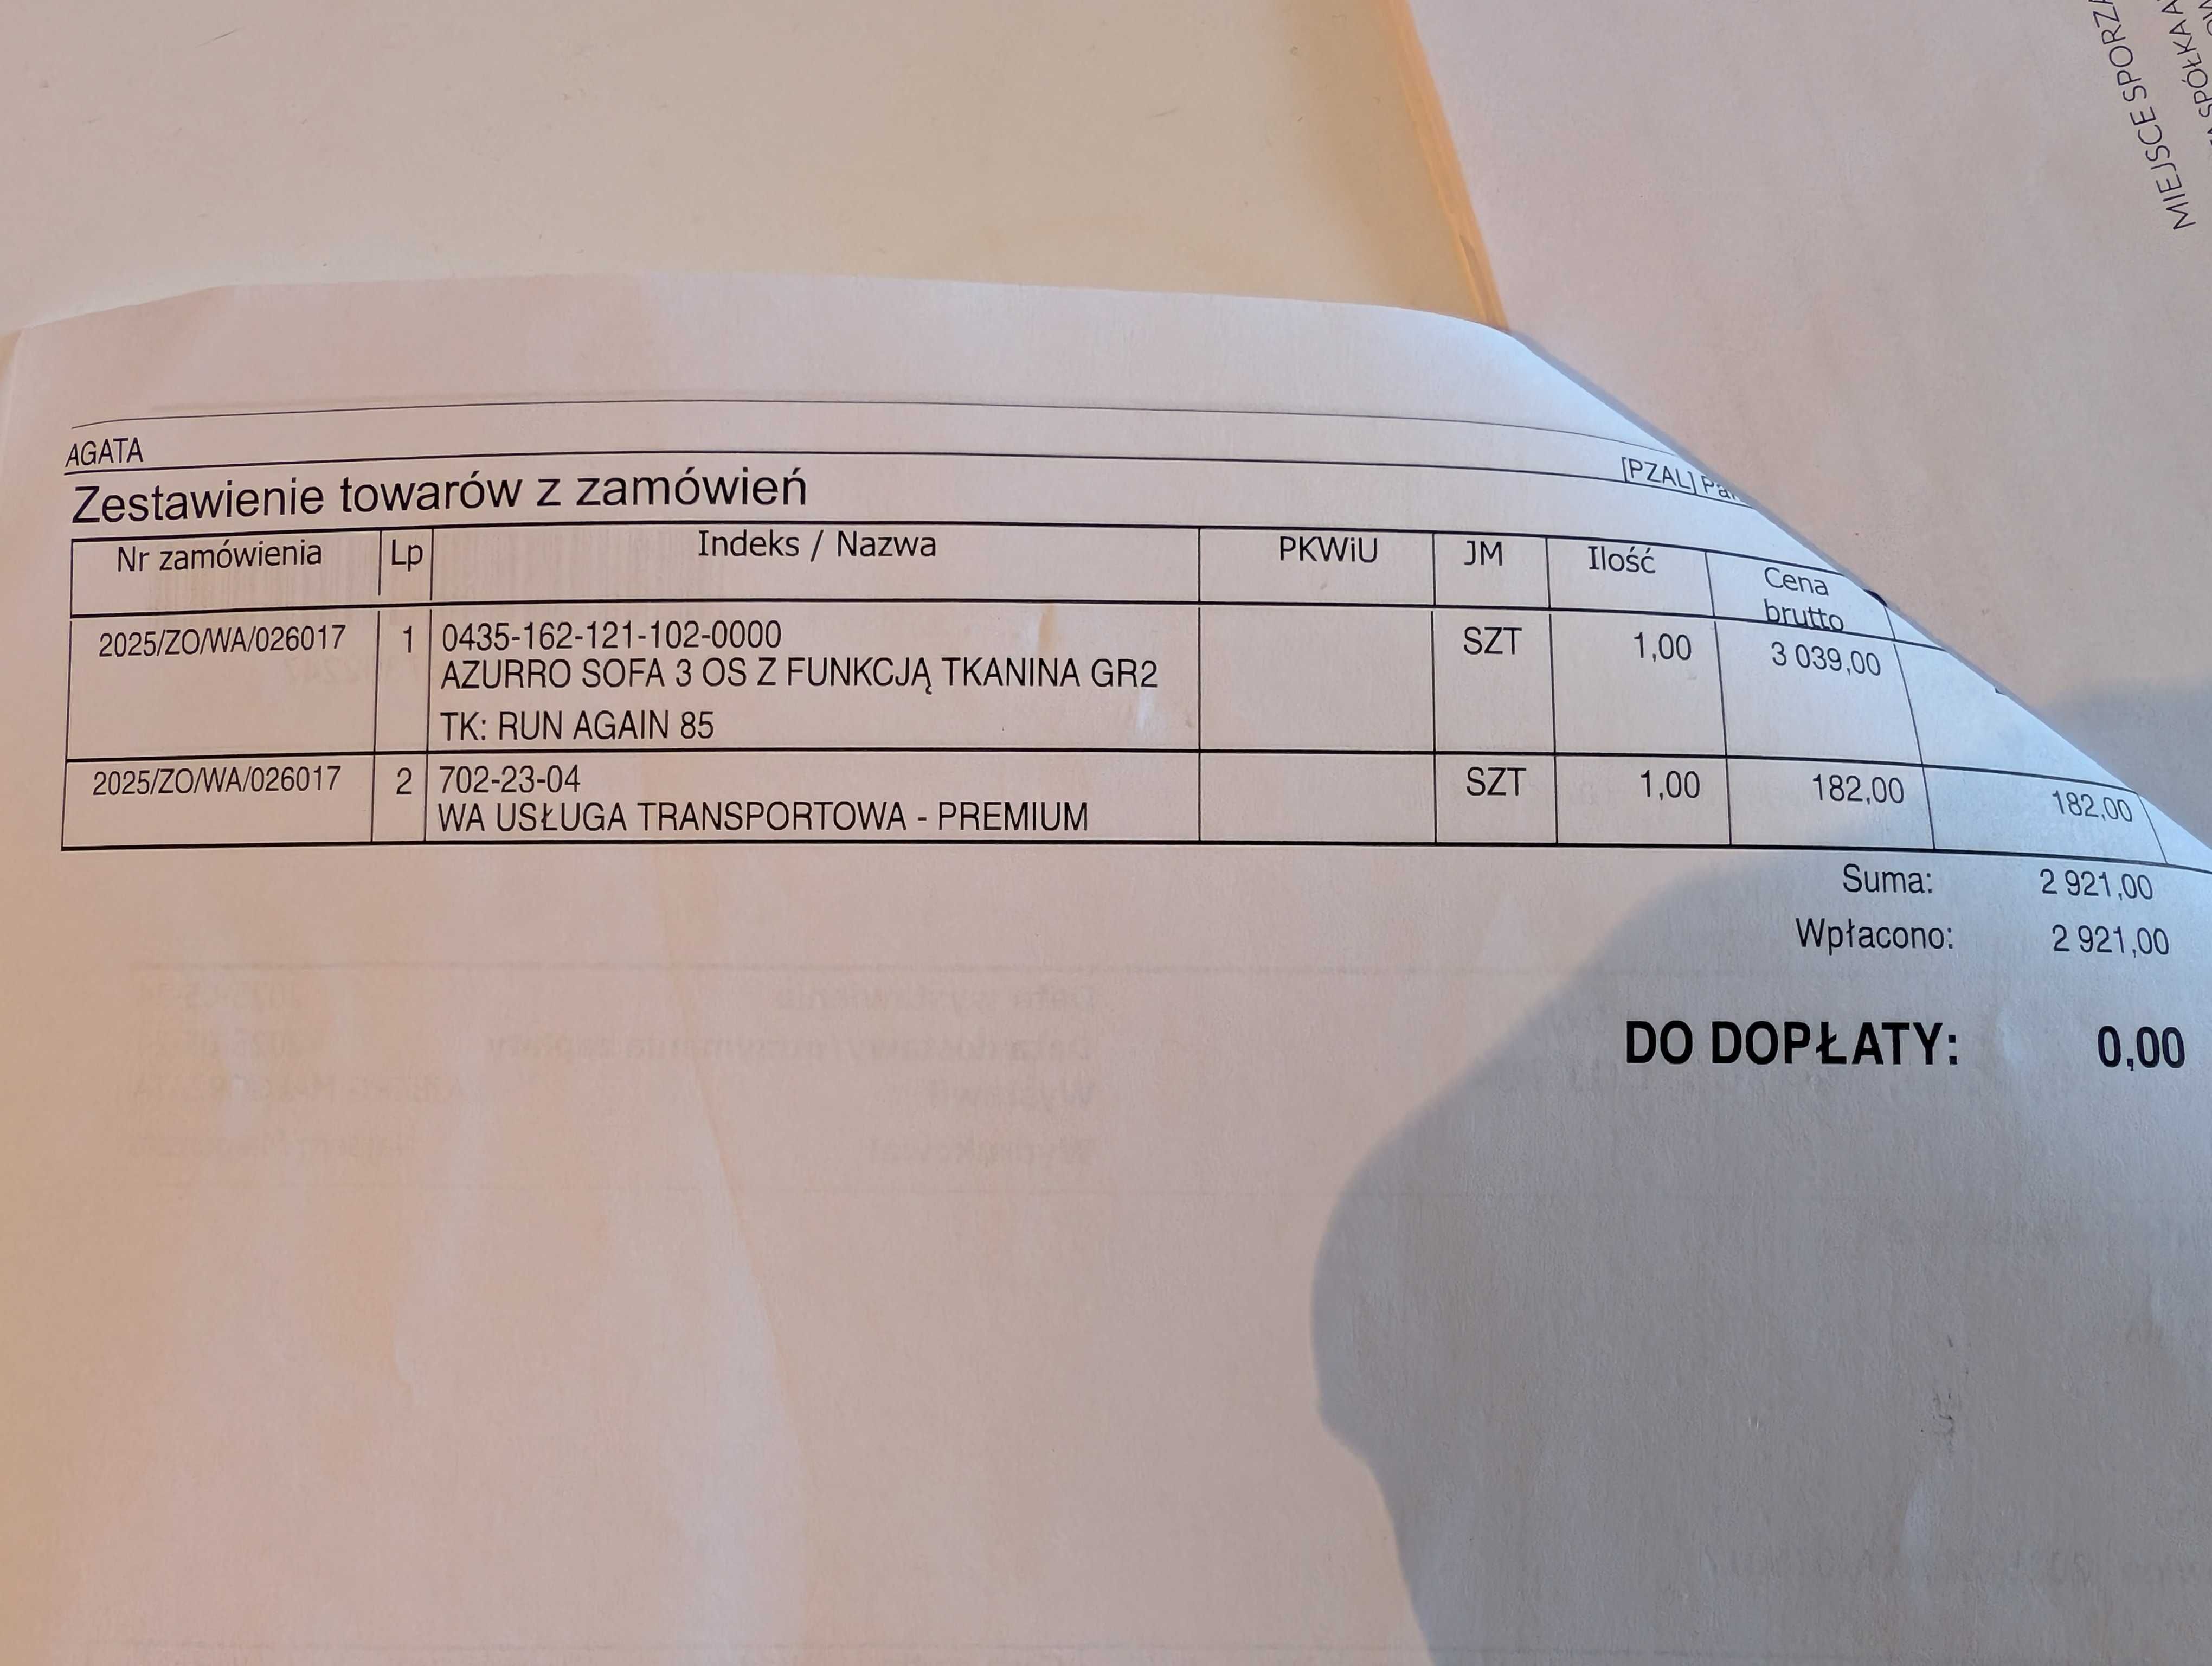 MIEJSCE SPORZĄ
SPÓŁKA A
AGATA
[PZAL]
Zestawienie towarów z zamówień
Nr zamówienia Lp Indeks / Nazwa PKWiU JM Ilość Cena brutto
2025/ZO/WA/026017 1 0435-162-121-102-0000 SZT 1,00 3 039,00
AZURRO SOFA 3 OS Z FUNKCJĄ TKANINA GR2
TK: RUN AGAIN 85
2025/ZO/WA/026017 2 702-23-04 SZT 1,00 182,00 182,00
WA USŁUGA TRANSPORTOWA - PREMIUM
Suma: 2 921,00
Wpłacono: 2 921,00
DO DOPŁATY: 0,00